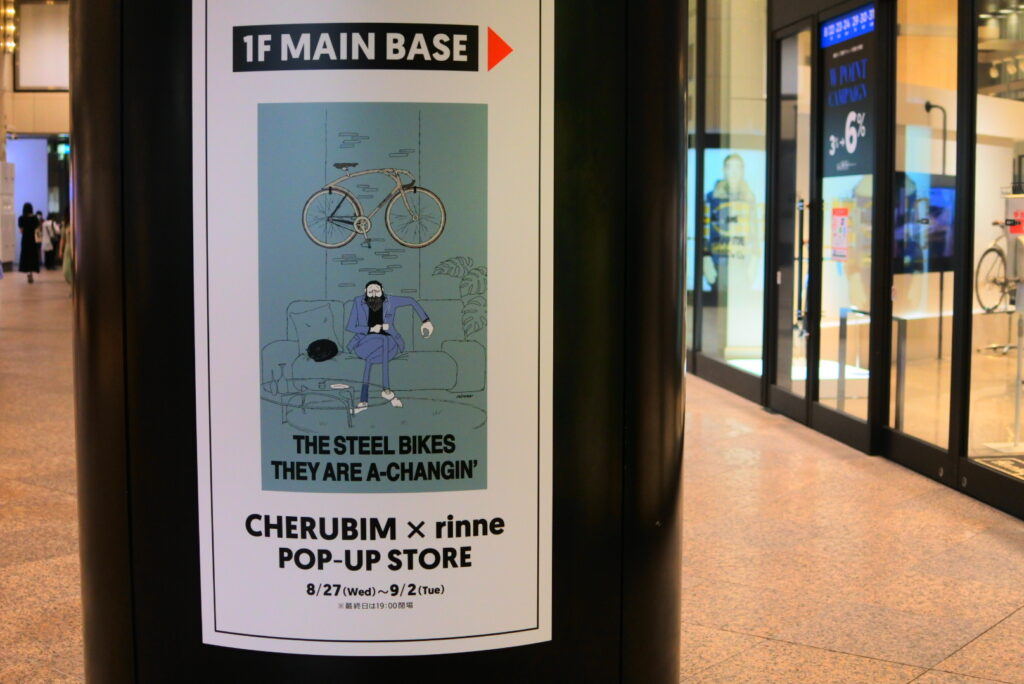 1F MAIN BASE
THE STEEL BIKES
THEY ARE A-CHANGIN'
CHERUBIM × rinne
POP-UP STORE
8/27(Wed)～9/2(Tue)
※最終日は19:00閉場
W POINT
CAMPAIGN
3%→6%